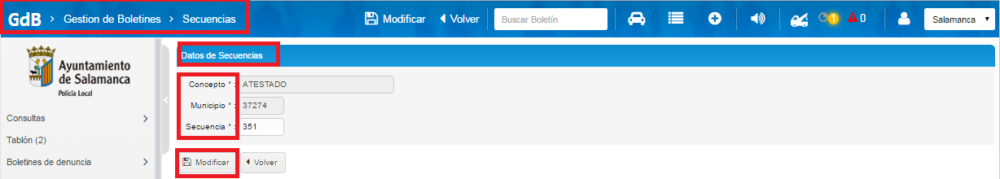 GdB > Gestion de Boletines > Secuencias Modificar Volver Buscar Boletín 1 0 Salamanca
Ayuntamiento
de Salamanca
Policía Local
Consultas
Tablón (2)
Boletines de denuncia
Datos de Secuencias
Concepto * : ATESTADO
Municipio * : 37274
Secuencia * : 351
Modificar Volver